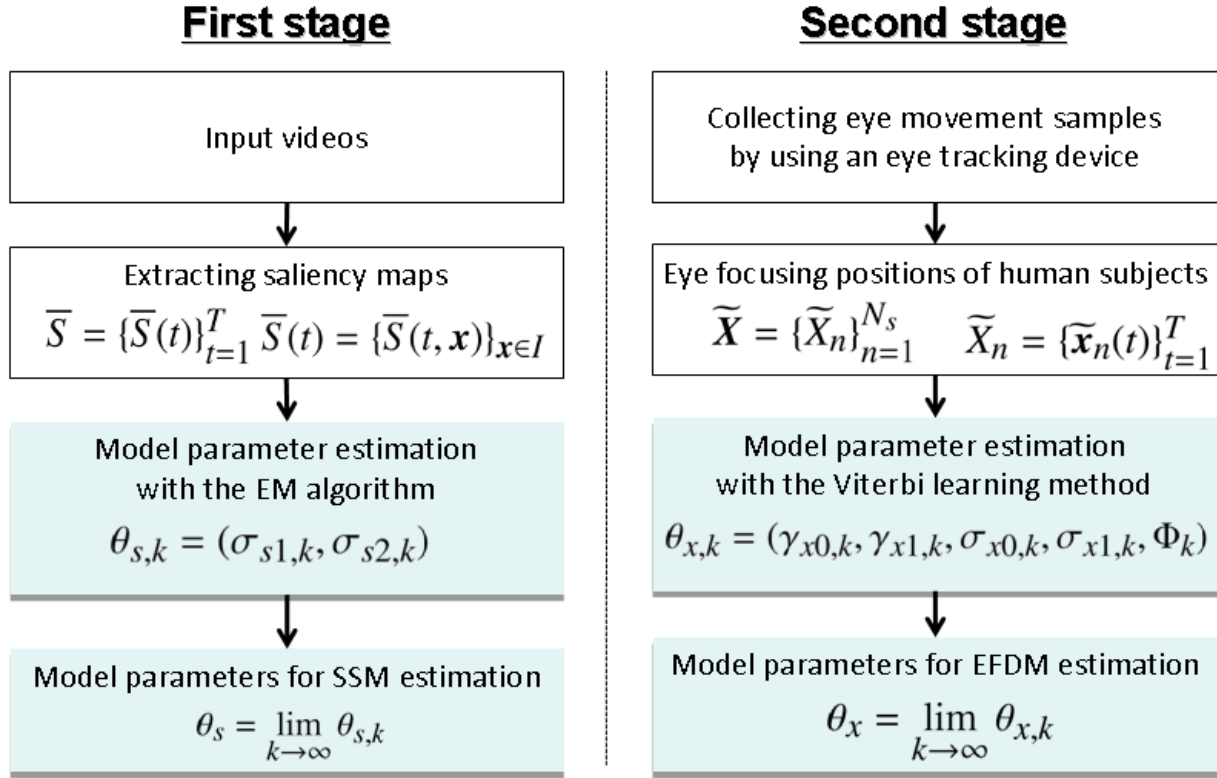 First stage
Input videos
Extracting saliency maps
S̅ = {S̅(t)}_{t=1}^{T} S̅(t) = {S̅(t, x)}_{x∈I}
Model parameter estimation
with the EM algorithm
θ_{s,k} = (σ_{s1,k}, σ_{s2,k})
Model parameters for SSM estimation
θ_s = lim_{k→∞} θ_{s,k}
Second stage
Collecting eye movement samples
by using an eye tracking device
Eye focusing positions of human subjects
X̃ = {X̃_n}_{n=1}^{N_s} X̃_n = {x̃_n(t)}_{t=1}^{T}
Model parameter estimation
with the Viterbi learning method
θ_{x,k} = (γ_{x0,k}, γ_{x1,k}, σ_{x0,k}, σ_{x1,k}, Φ_k)
Model parameters for EFDM estimation
θ_x = lim_{k→∞} θ_{x,k}